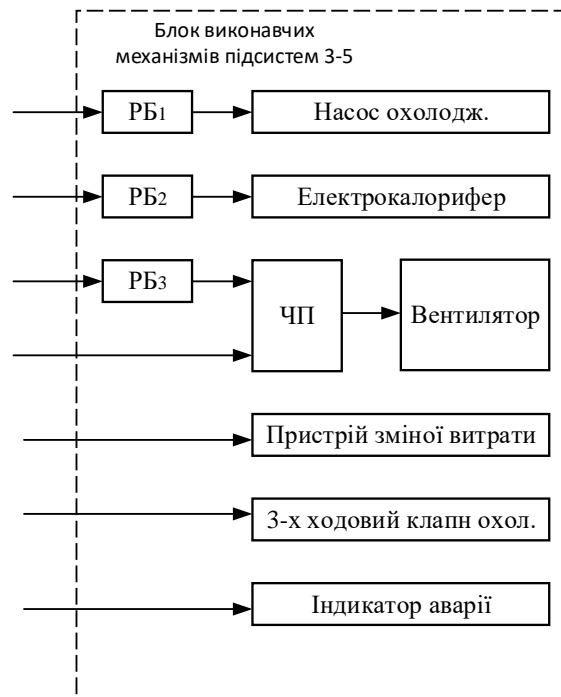 Блок виконавчих
механізмів підсистем 3-5
РБ1
Насос охолодж.
РБ2
Електрокалорифер
РБ3
ЧП
Вентилятор
Пристрій зміної витрати
3-х ходовий клапн охол.
Індикатор аварії